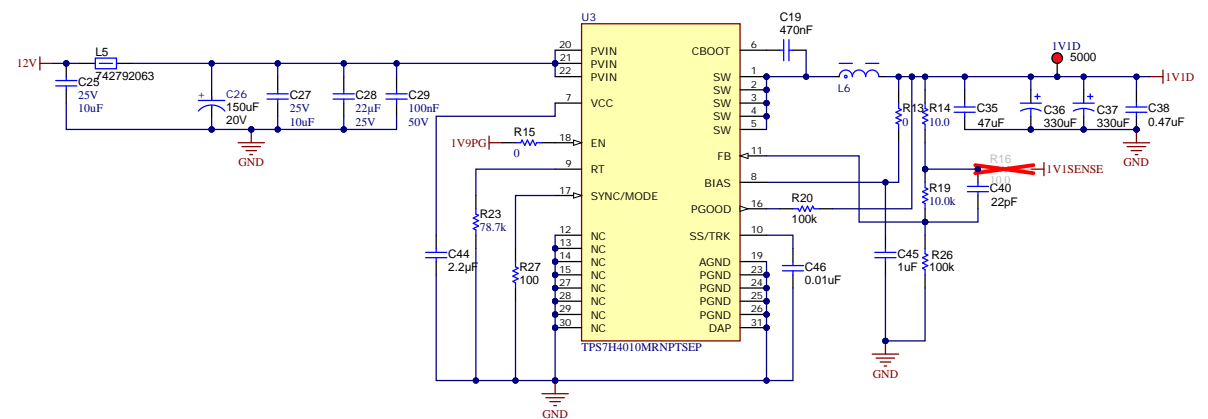 U3
TPS7H4010MRNPTSEP
12V
L5
742792063
C25
25V
10uF
C26
150uF
20V
C27
25V
10uF
C28
22µF
25V
C29
100nF
50V
GND
1V9PG
R15
0
R23
78.7k
R27
100
C44
2.2µF
GND
20 PVIN
21 PVIN
22 PVIN
7 VCC
18 EN
9 RT
17 SYNC/MODE
12 NC
13 NC
14 NC
15 NC
27 NC
28 NC
29 NC
30 NC
CBOOT 6
SW 1
SW 2
SW 3
SW 4
SW 5
FB 11
BIAS 8
PGOOD 16
SS/TRK 10
AGND 19
PGND 23
PGND 24
PGND 25
PGND 26
DAP 31
C19
470nF
L6
R13
0
R14
10.0
C35
47uF
1V1D
5000
C36
330uF
C37
330uF
C38
0.47uF
1V1D
GND
R16
10.0
1V1SENSE
R19
10.0k
C40
22pF
R20
100k
C46
0.01uF
C45
1uF
R26
100k
GND